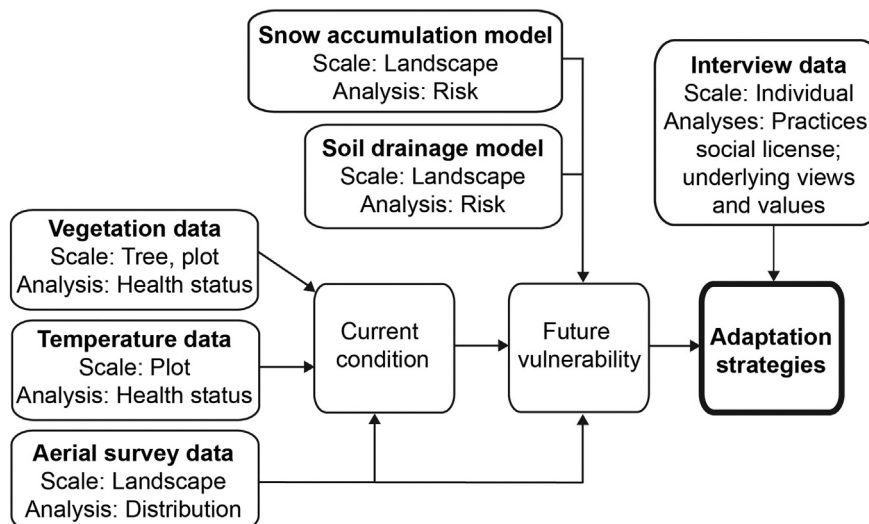 Snow accumulation model
Scale: Landscape
Analysis: Risk
Interview data
Scale: Individual
Analyses: Practices
social license;
underlying views
and values
Soil drainage model
Scale: Landscape
Analysis: Risk
Vegetation data
Scale: Tree, plot
Analysis: Health status
Temperature data
Scale: Plot
Analysis: Health status
Aerial survey data
Scale: Landscape
Analysis: Distribution
Current
condition
Future
vulnerability
Adaptation
strategies